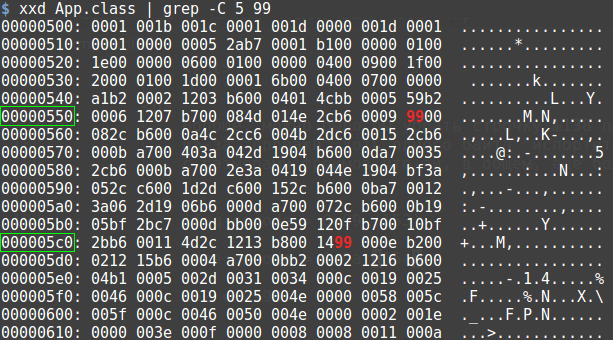 $ xxd App.class | grep -C 5 99
00000500: 0001 001b 001c 0001 001d 0000 001d 0001 ................
00000510: 0001 0000 0005 2ab7 0001 b100 0000 0100 ......*.........
00000520: 1e00 0000 0600 0100 0000 0400 0900 1f00 ................
00000530: 2000 0100 1d00 0001 6b00 0400 0700 0000 .......k.......
00000540: a1b2 0002 1203 b600 0401 4cbb 0005 59b2 ..........L...Y.
00000550: 0006 1207 b700 084d 014e 2cb6 0009 9900 .......M.N,.....
00000560: 082c b600 0a4c 2cc6 004b 2dc6 0015 2cb6 .,...L,..K-...,.
00000570: 000b a700 403a 042d 1904 b600 0da7 0035 ....@:.-.......5
00000580: 2cb6 000b a700 2e3a 0419 044e 1904 bf3a ,......:...N...:
00000590: 052c c600 1d2d c600 152c b600 0ba7 0012 .,...-...,......
000005a0: 3a06 2d19 06b6 000d a700 072c b600 0b19 :.-........,....
000005b0: 05bf 2bc7 000d bb00 0e59 120f b700 10bf ..+......Y......
000005c0: 2bb6 0011 4d2c 1213 b800 1499 000e b200 +...M,..........
000005d0: 0212 15b6 0004 a700 0bb2 0002 1216 b600 ................
000005e0: 04b1 0005 002d 0031 0034 000c 0019 0025 .....-.1.4.....%
000005f0: 0046 000c 0019 0025 004e 0000 0058 005c .F.....%.N...X.\
00000600: 005f 000c 0046 0050 004e 0000 0002 001e ._...F.P.N......
00000610: 0000 003e 000f 0000 0008 0008 0011 000a ...>............